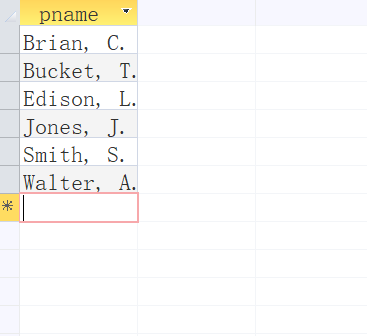 pname
Brian, C.
Bucket, T.
Edison, L.
Jones, J.
Smith, S.
Walter, A.
*